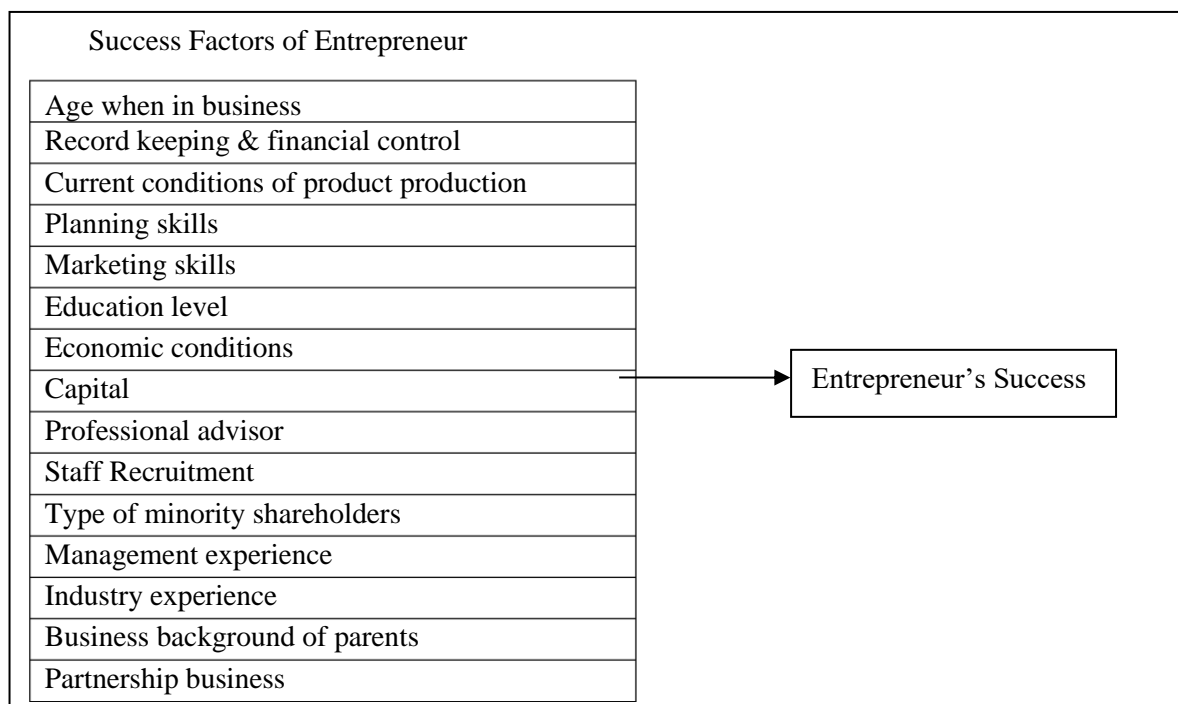 Success Factors of Entrepreneur
Age when in business
Record keeping & financial control
Current conditions of product production
Planning skills
Marketing skills
Education level
Economic conditions
Capital
Professional advisor
Staff Recruitment
Type of minority shareholders
Management experience
Industry experience
Business background of parents
Partnership business
Entrepreneur’s Success